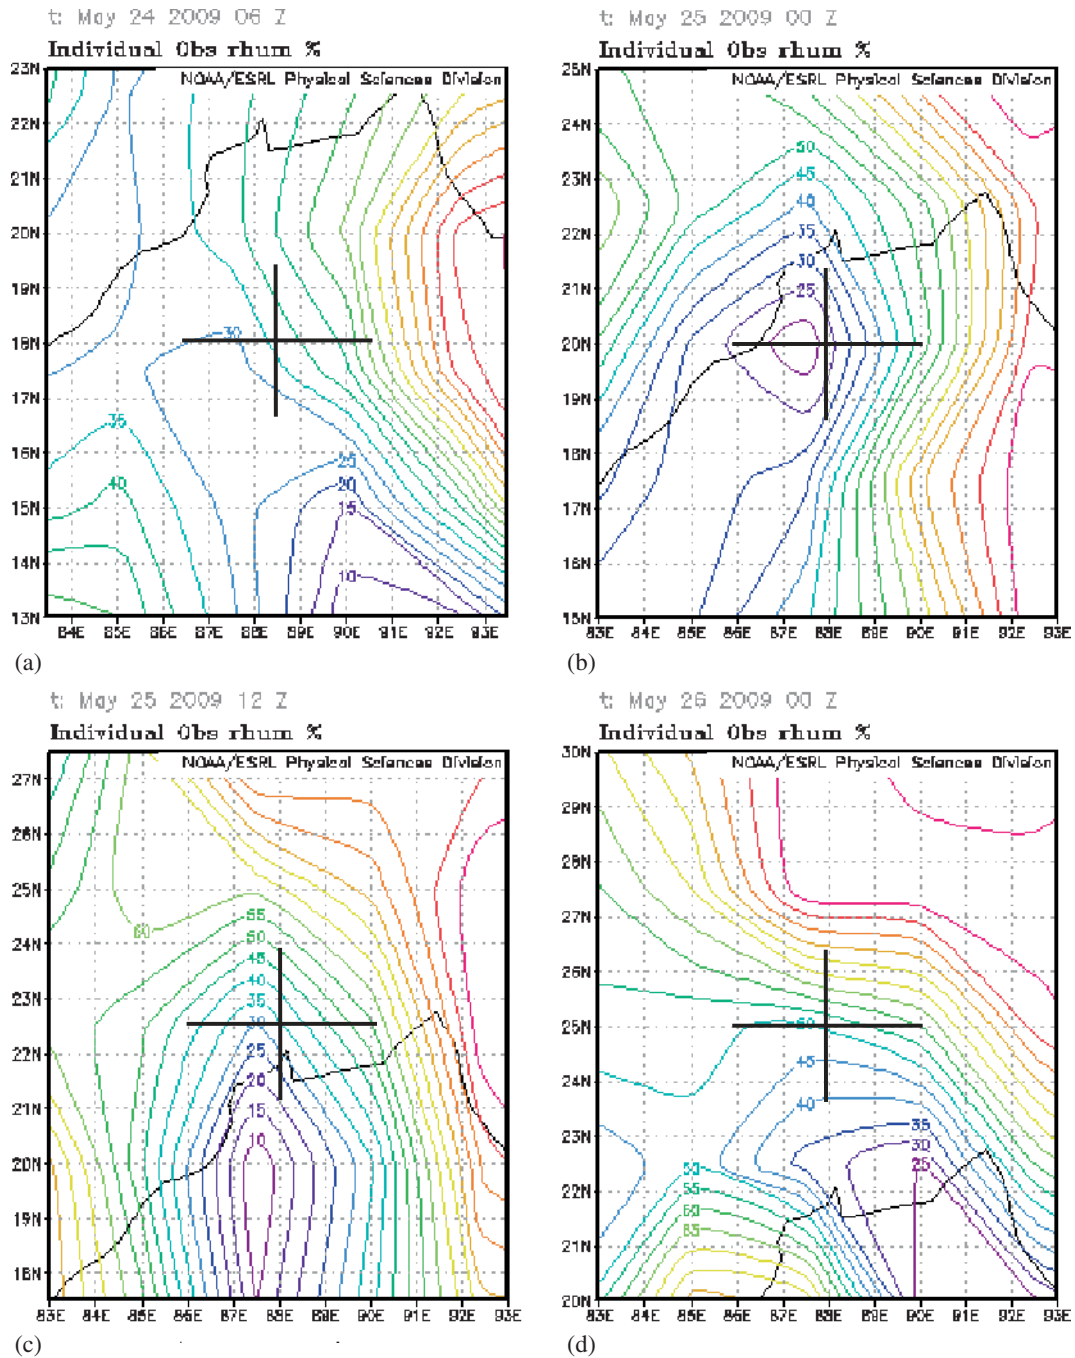 t: May 24 2009 06 Z
Individual Obs rhum %
NOAA/ESRL Physical Sciences Division
23N
22N
21N
20N
19N
18N
17N
16N
15N
14N
13N
84E 85E 86E 87E 88E 89E 90E 91E 92E 93E
30
35
40
25
20
15
10
(a)
t: May 25 2009 00 Z
Individual Obs rhum %
NOAA/ESRL Physical Sciences Division
25N
24N
23N
22N
21N
20N
19N
18N
17N
16N
15N
83E 84E 85E 86E 87E 88E 89E 90E 91E 92E 93E
50
45
40
35
30
25
(b)
t: May 25 2009 12 Z
Individual Obs rhum %
NOAA/ESRL Physical Sciences Division
27N
26N
25N
24N
23N
22N
21N
20N
19N
18N
83E 84E 85E 86E 87E 88E 89E 90E 91E 92E 93E
60
55
50
45
40
35
30
25
20
15
10
(c)
t: May 26 2009 00 Z
Individual Obs rhum %
NOAA/ESRL Physical Sciences Division
30N
29N
28N
27N
26N
25N
24N
23N
22N
21N
20N
83E 84E 85E 86E 87E 88E 89E 90E 91E 92E 93E
50
45
40
35
30
25
50
55
60
65
(d)